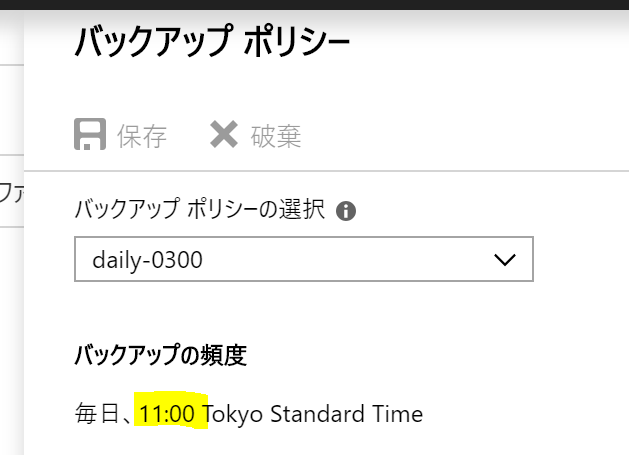 バックアップ ポリシー
保存 破棄
ファ
バックアップ ポリシーの選択
daily-0300
バックアップの頻度
毎日、11:00 Tokyo Standard Time